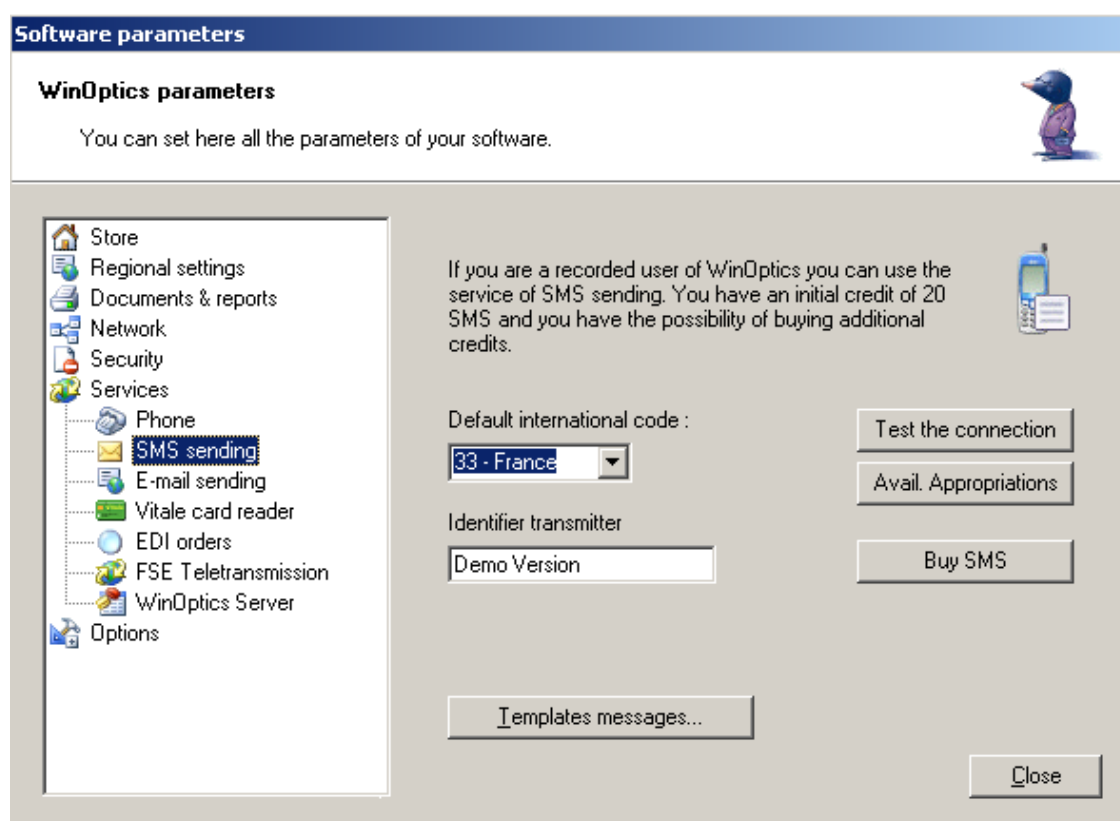 Software parameters
WinOptics parameters
You can set here all the parameters of your software.
Store
Regional settings
Documents & reports
Network
Security
Services
Phone
SMS sending
E-mail sending
Vitale card reader
EDI orders
FSE Teletransmission
WinOptics Server
Options
If you are a recorded user of WinOptics you can use the
service of SMS sending. You have an initial credit of 20
SMS and you have the possibility of buying additional
credits.
Default international code :
33 - France
Identifier transmitter
Demo Version
Test the connection
Avail. Appropriations
Buy SMS
Templates messages...
Close